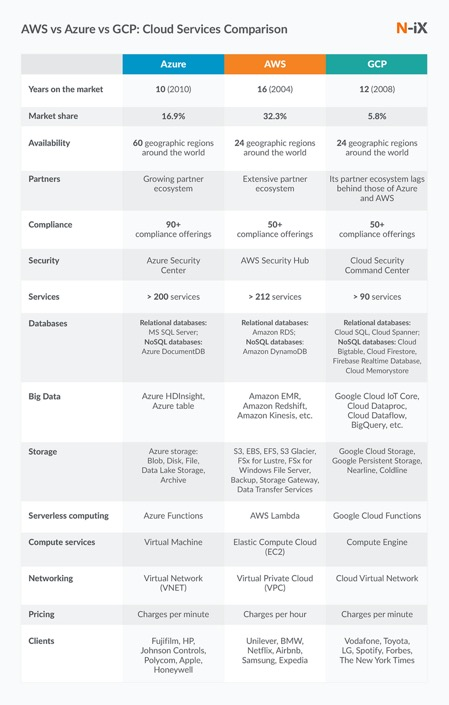 AWS vs Azure vs GCP: Cloud Services Comparison
N-iX
Azure AWS GCP
Years on the market 10 (2010) 16 (2004) 12 (2008)
Market share 16.9% 32.3% 5.8%
Availability 60 geographic regions 24 geographic regions 24 geographic regions
around the world around the world around the world
Partners Growing partner Extensive partner Its partner ecosystem lags
ecosystem ecosystem behind those of Azure
and AWS
Compliance 90+ 50+ 50+
compliance offerings compliance offerings compliance offerings
Security Azure Security AWS Security Hub Cloud Security
Center Command Center
Services > 200 services > 212 services > 90 services
Databases Relational databases: Relational databases: Relational databases:
MS SQL Server; Amazon RDS; Cloud SQL, Cloud Spanner;
NoSQL databases: NoSQL databases: NoSQL databases: Cloud
Azure DocumentDB Amazon DynamoDB Bigtable, Cloud Firestore,
Firebase Realtime Database,
Cloud Memorystore
Big Data Azure HDInsight, Amazon EMR, Google Cloud IoT Core,
Azure table Amazon Redshift, Cloud Dataproc,
Amazon Kinesis, etc. Cloud Dataflow,
BigQuery, etc.
Storage Azure storage: S3, EBS, EFS, S3 Glacier, Google Cloud Storage,
Blob, Disk, File, FSx for Lustre, FSx for Google Persistent Storage,
Data Lake Storage, Windows File Server, Nearline, Coldline
Archive Backup, Storage Gateway,
Data Transfer Services
Serverless computing Azure Functions AWS Lambda Google Cloud Functions
Compute services Virtual Machine Elastic Compute Cloud Compute Engine
(EC2)
Networking Virtual Network Virtual Private Cloud Cloud Virtual Network
(VNET) (VPC)
Pricing Charges per minute Charges per hour Charges per minute
Clients Fujifilm, HP, Unilever, BMW, Vodafone, Toyota,
Johnson Controls, Netflix, Airbnb, LG, Spotify, Forbes,
Polycom, Apple, Samsung, Expedia The New York Times
Honeywell